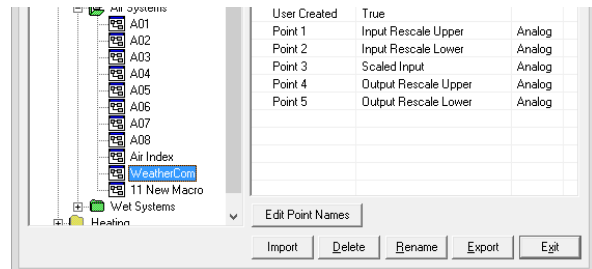 Air Systems
A01
A02
A03
A04
A05
A06
A07
A08
Air Index
WeatherCom
11 New Macro
Wet Systems
Heating
User Created True
Point 1 Input Rescale Upper Analog
Point 2 Input Rescale Lower Analog
Point 3 Scaled Input Analog
Point 4 Output Rescale Upper Analog
Point 5 Output Rescale Lower Analog
Edit Point Names
Import Delete Rename Export Exit